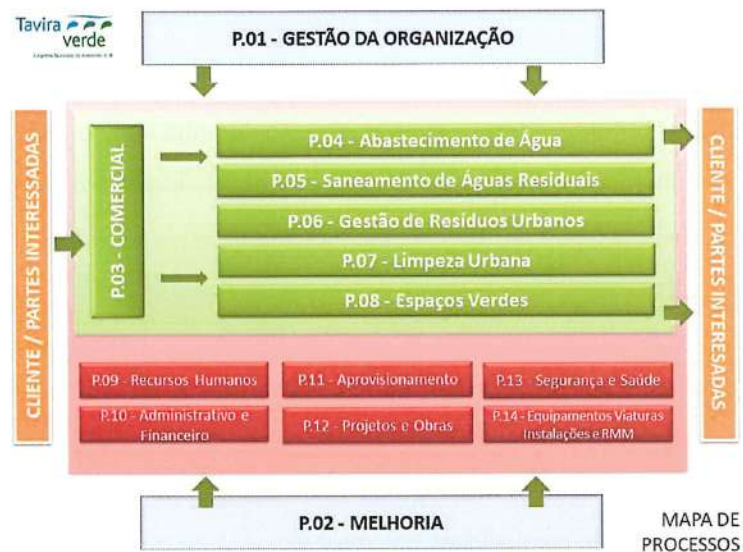 Tavira
verde
P.01 - GESTÃO DA ORGANIZAÇÃO
CLIENTE / PARTES INTERESSADAS
P.03 - COMERCIAL
P.04 - Abastecimento de Água
P.05 - Saneamento de Águas Residuais
P.06 - Gestão de Resíduos Urbanos
P.07 - Limpeza Urbana
P.08 - Espaços Verdes
CLIENTE / PARTES INTERESSADAS
P.09 - Recursos Humanos
P.11 - Aprovisionamento
P.13 - Segurança e Saúde
P.10 - Administrativo e
Financeiro
P.12 - Projetos e Obras
P.14 - Equipamentos Viaturas
Instalações e RMM
P.02 - MELHORIA
MAPA DE
PROCESSOS